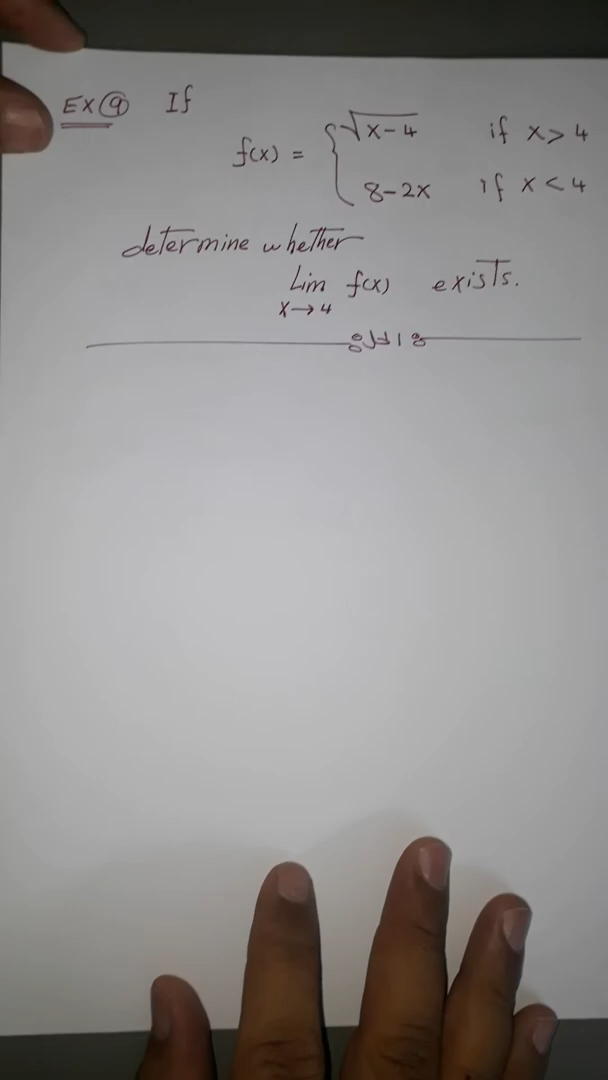 Ex 9 If
f(x) = { √x-4 if x > 4
8-2x if x < 4
determine whether
Lim f(x) exists.
x→4